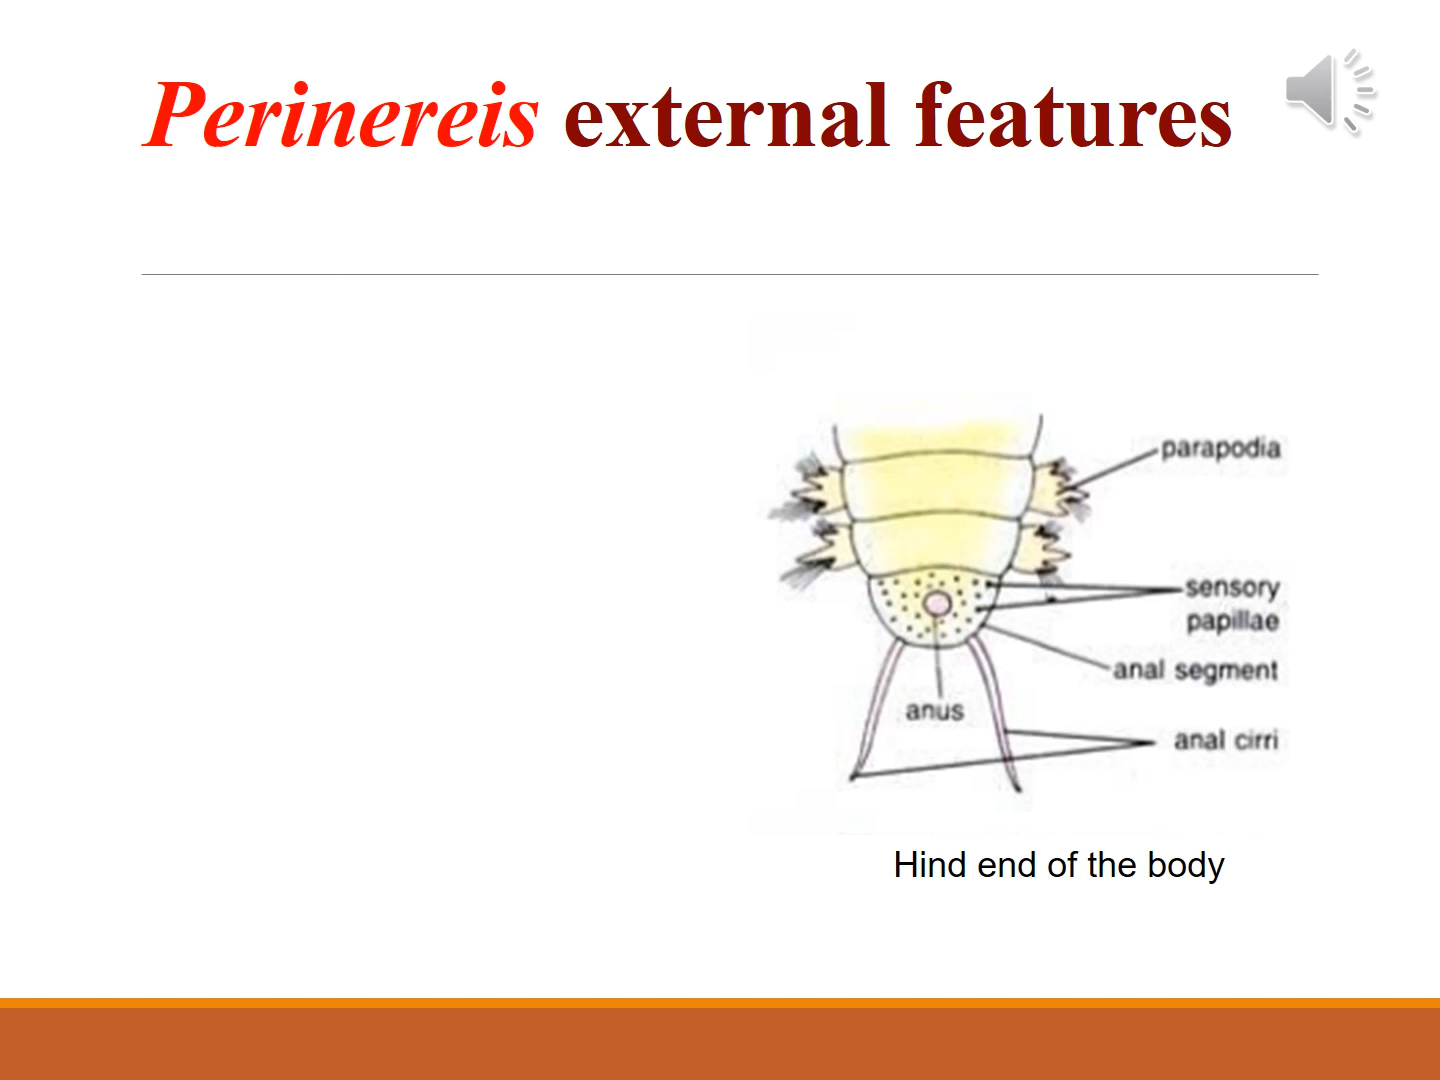 Perinereis external features
parapodia
sensory
papillae
anal segment
anus
anal cirri
Hind end of the body